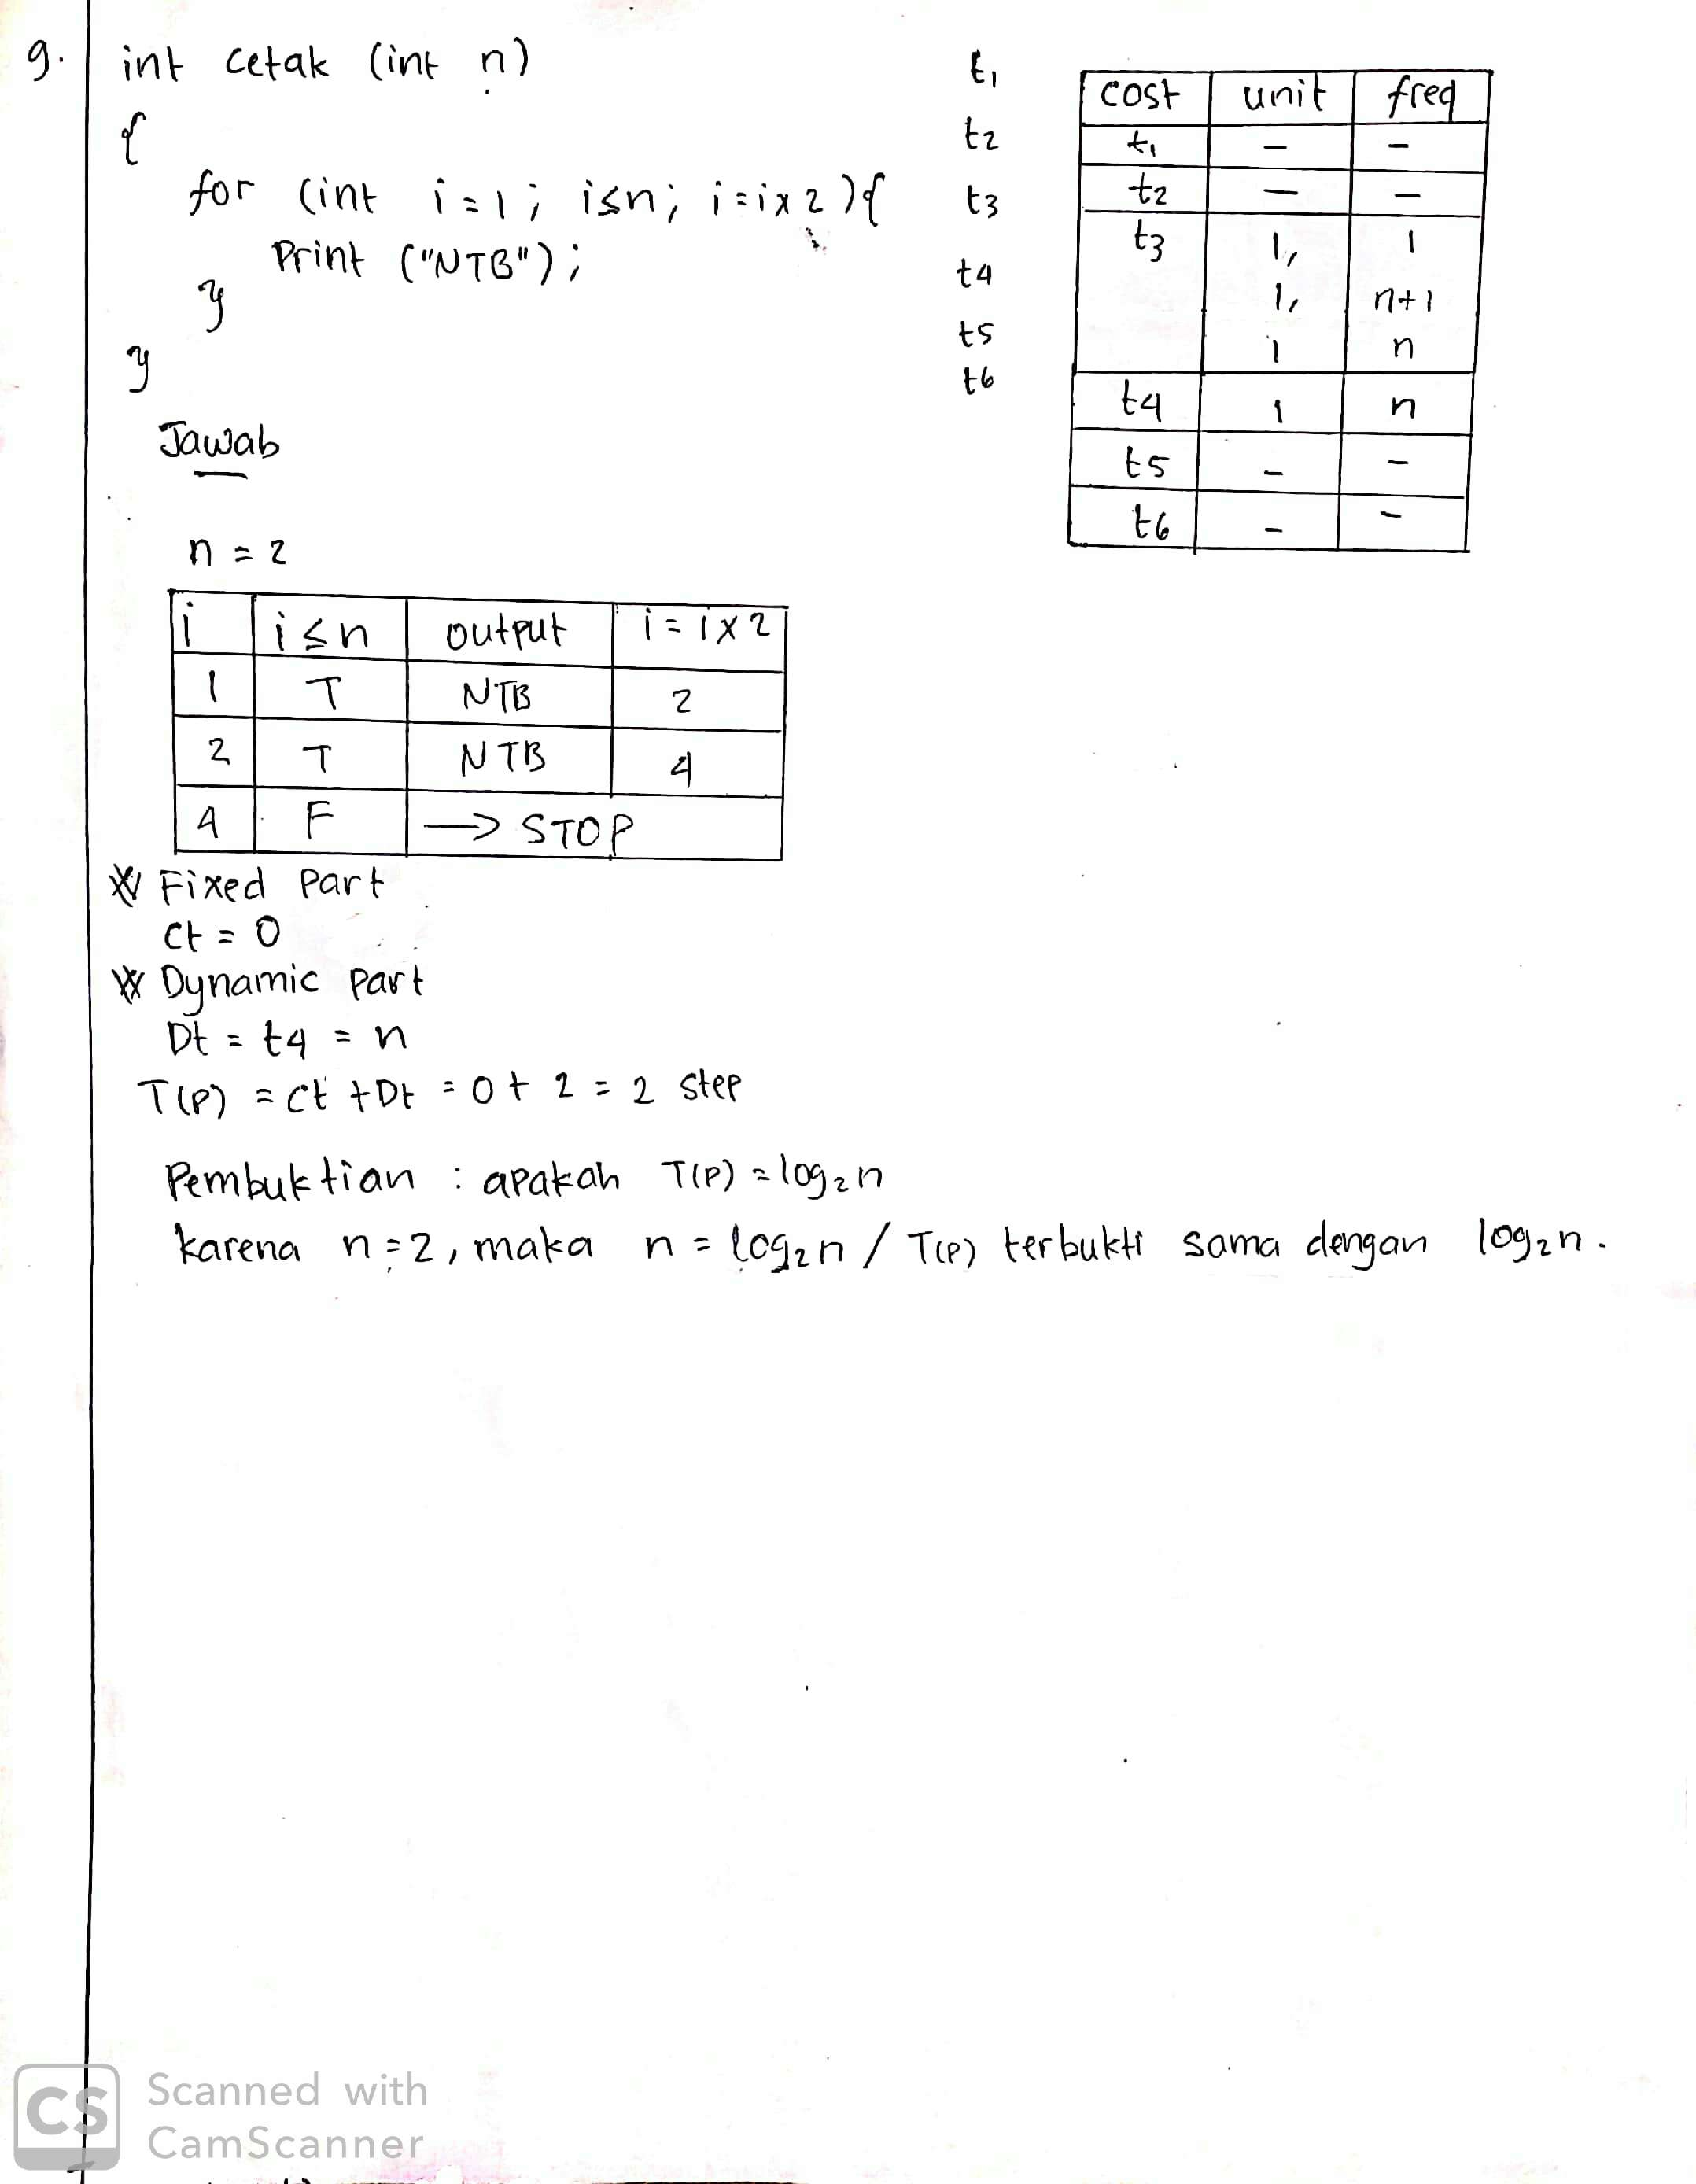 9. int cetak (int n) t1
{ t2
for (int i=1; i≤n; i=ix2){ t3
Print ("NTB"); t4
} t5
} t6
cost unit freq
t1 - -
t2 - -
t3 1, 1
1, n+1
1 n
t4 1 n
t5 - -
t6 - -
Jawab
n = 2
i i≤n output i=ix2
1 T NTB 2
2 T NTB 4
4 F → STOP
* Fixed Part
Ct = 0
* Dynamic Part
Dt = t4 = n
T(P) = Ct + Dt = 0 + 2 = 2 step
Pembuktian : apakah T(P) = log₂n
karena n=2, maka n = log₂n / T(P) terbukti sama dengan log₂n.
CS Scanned with
CamScanner